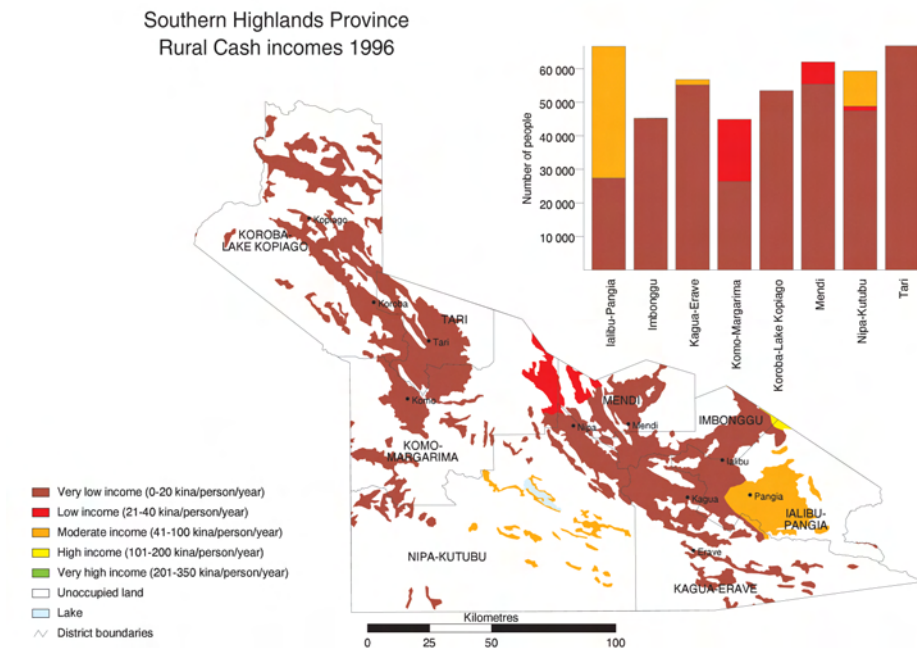 Southern Highlands Province
Rural Cash incomes 1996
60 000
50 000
40 000
30 000
20 000
10 000
Number of people
Ialibu-Pangia
Imbonggu
Kagua-Erave
Komo-Margarima
Koroba-Lake Kopiago
Mendi
Nipa-Kutubu
Tari
Kopiago
KOROBA-
LAKE KOPIAGO
Koroba
TARI
Tari
Komo
KOMO-
MARGARIMA
MENDI
Mendi
Nipa
IMBONGGU
Ialibu
Kagua
Pangia
IALIBU-
PANGIA
NIPA-KUTUBU
Erave
KAGUA-ERAVE
Very low income (0-20 kina/person/year)
Low income (21-40 kina/person/year)
Moderate income (41-100 kina/person/year)
High income (101-200 kina/person/year)
Very high income (201-350 kina/person/year)
Unoccupied land
Lake
District boundaries
Kilometres
0 25 50 100